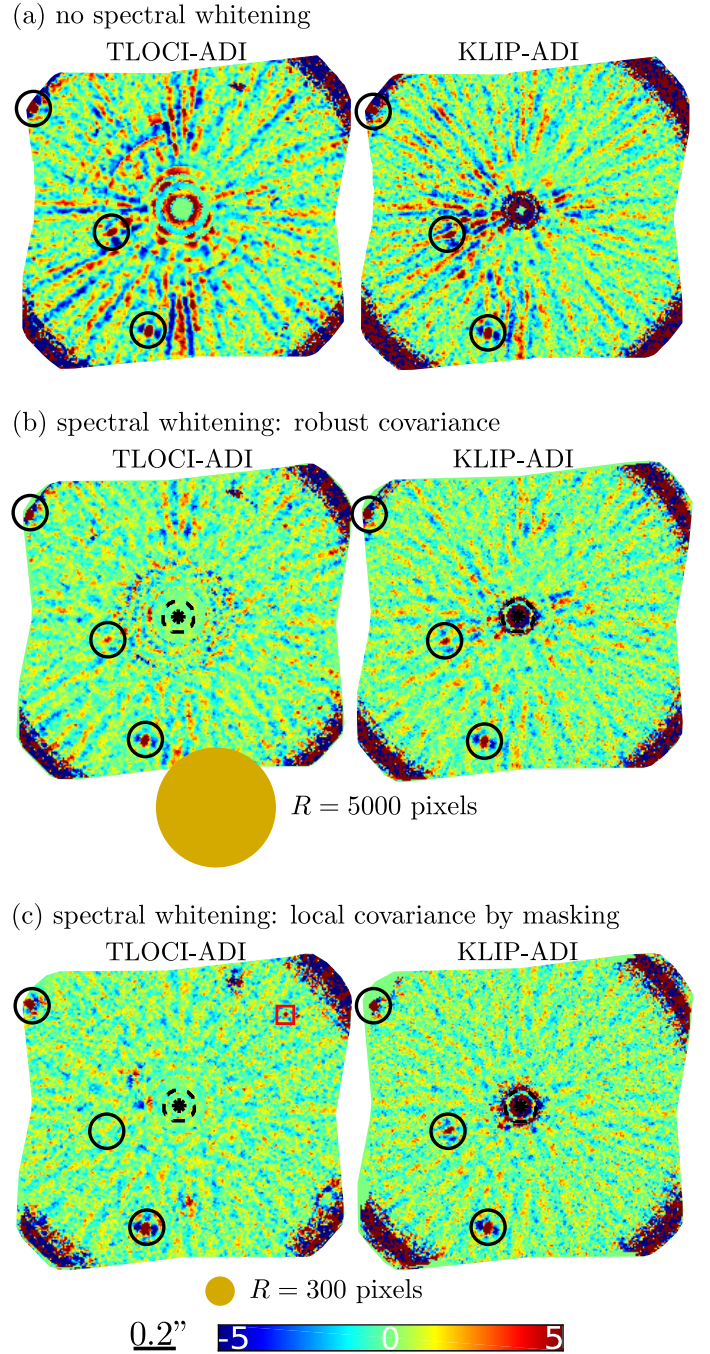 (a) no spectral whitening
TLOCI-ADI KLIP-ADI
(b) spectral whitening: robust covariance
TLOCI-ADI KLIP-ADI
R = 5000 pixels
(c) spectral whitening: local covariance by masking
TLOCI-ADI KLIP-ADI
R = 300 pixels
0.2” -5 0 5